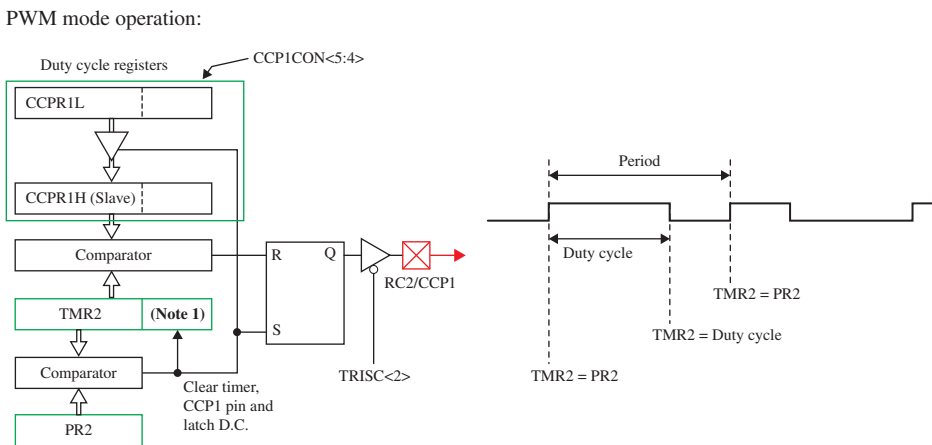 PWM mode operation:
Duty cycle registers
CCP1CON<5:4>
CCPR1L
CCPR1H (Slave)
Comparator
TMR2
(Note 1)
Comparator
PR2
Clear timer,
CCP1 pin and
latch D.C.
R
Q
S
RC2/CCP1
TRISC<2>
Period
Duty cycle
TMR2 = PR2
TMR2 = Duty cycle
TMR2 = PR2